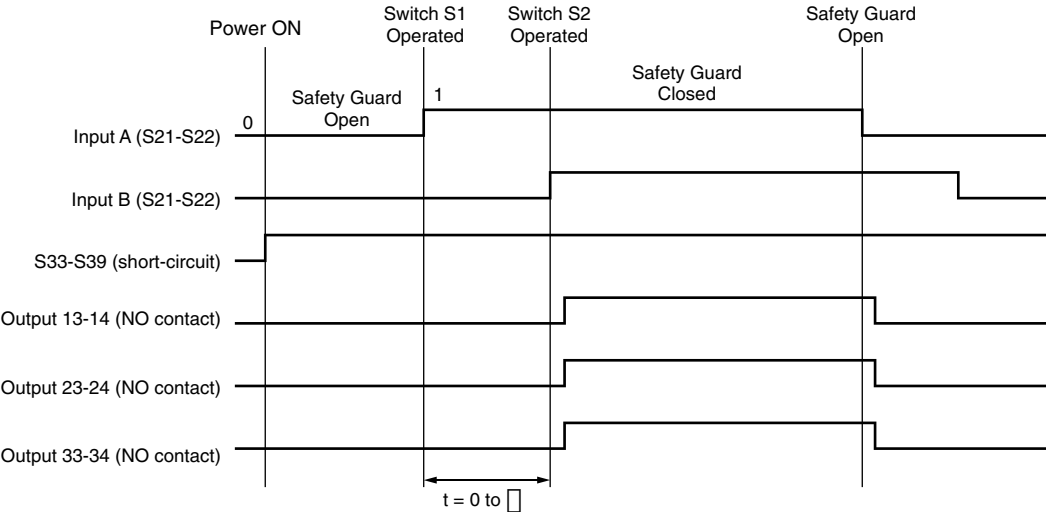 Power ON
Switch S1
Operated
Switch S2
Operated
Safety Guard
Open
Safety Guard
Open
1
Safety Guard
Closed
0
Input A (S21-S22)
Input B (S21-S22)
S33-S39 (short-circuit)
Output 13-14 (NO contact)
Output 23-24 (NO contact)
Output 33-34 (NO contact)
t = 0 to